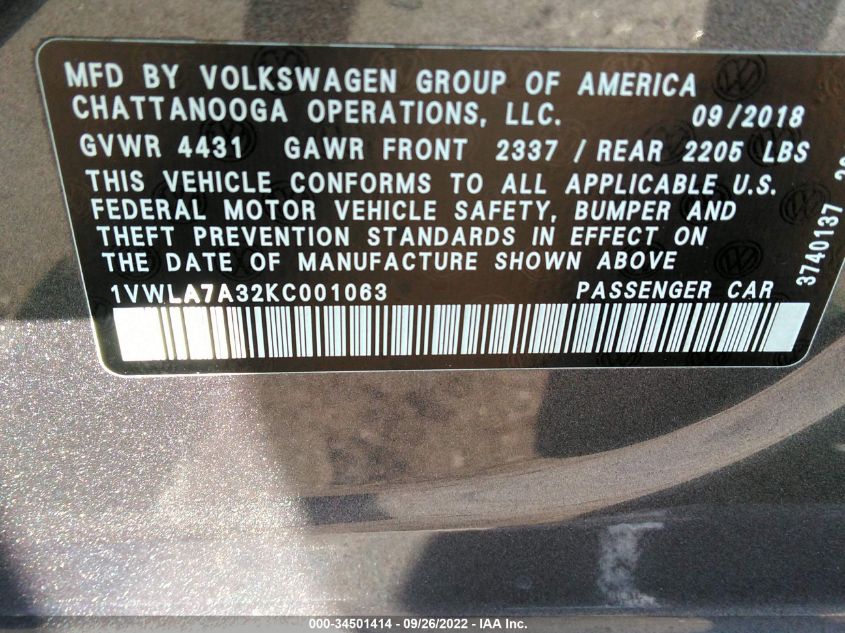 MFD BY VOLKSWAGEN GROUP OF AMERICA
CHATTANOOGA OPERATIONS, LLC. 09/2018
GVWR 4431 GAWR FRONT 2337 / REAR 2205 LBS
THIS VEHICLE CONFORMS TO ALL APPLICABLE U.S.
FEDERAL MOTOR VEHICLE SAFETY, BUMPER AND
THEFT PREVENTION STANDARDS IN EFFECT ON
THE DATE OF MANUFACTURE SHOWN ABOVE
1VWLA7A32KC001063 PASSENGER CAR
3740137
000-34501414 - 09/26/2022 - IAA Inc.